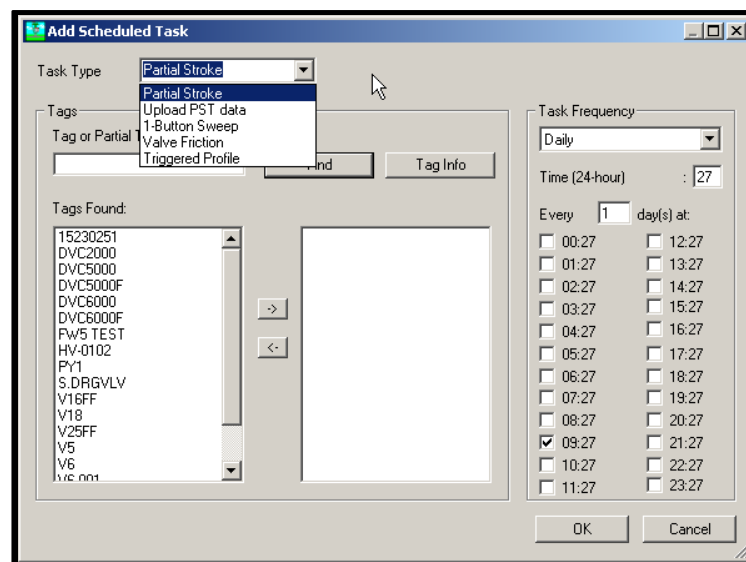 Add Scheduled Task
Task Type Partial Stroke
Partial Stroke
Upload PST data
1-Button Sweep
Valve Friction
Triggered Profile
Tags
Tag or Partial
Tag Info
Tags Found:
15230251
DVC2000
DVC5000
DVC5000F
DVC6000
DVC6000F
FW5 TEST
HV-0102
PY1
S.DRGVLV
V16FF
V18
V25FF
V5
V6
V6.001
->
<-
Task Frequency
Daily
Time (24-hour) : 27
Every 1 day(s) at:
00:27 12:27
01:27 13:27
02:27 14:27
03:27 15:27
04:27 16:27
05:27 17:27
06:27 18:27
07:27 19:27
08:27 20:27
09:27 21:27
10:27 22:27
11:27 23:27
OK Cancel